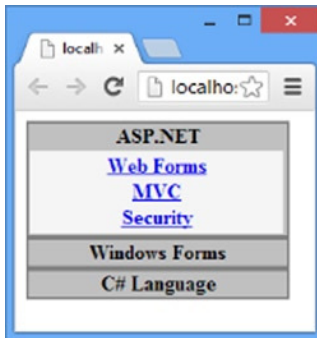 localh
localho:
ASP.NET
Web Forms
MVC
Security
Windows Forms
C# Language